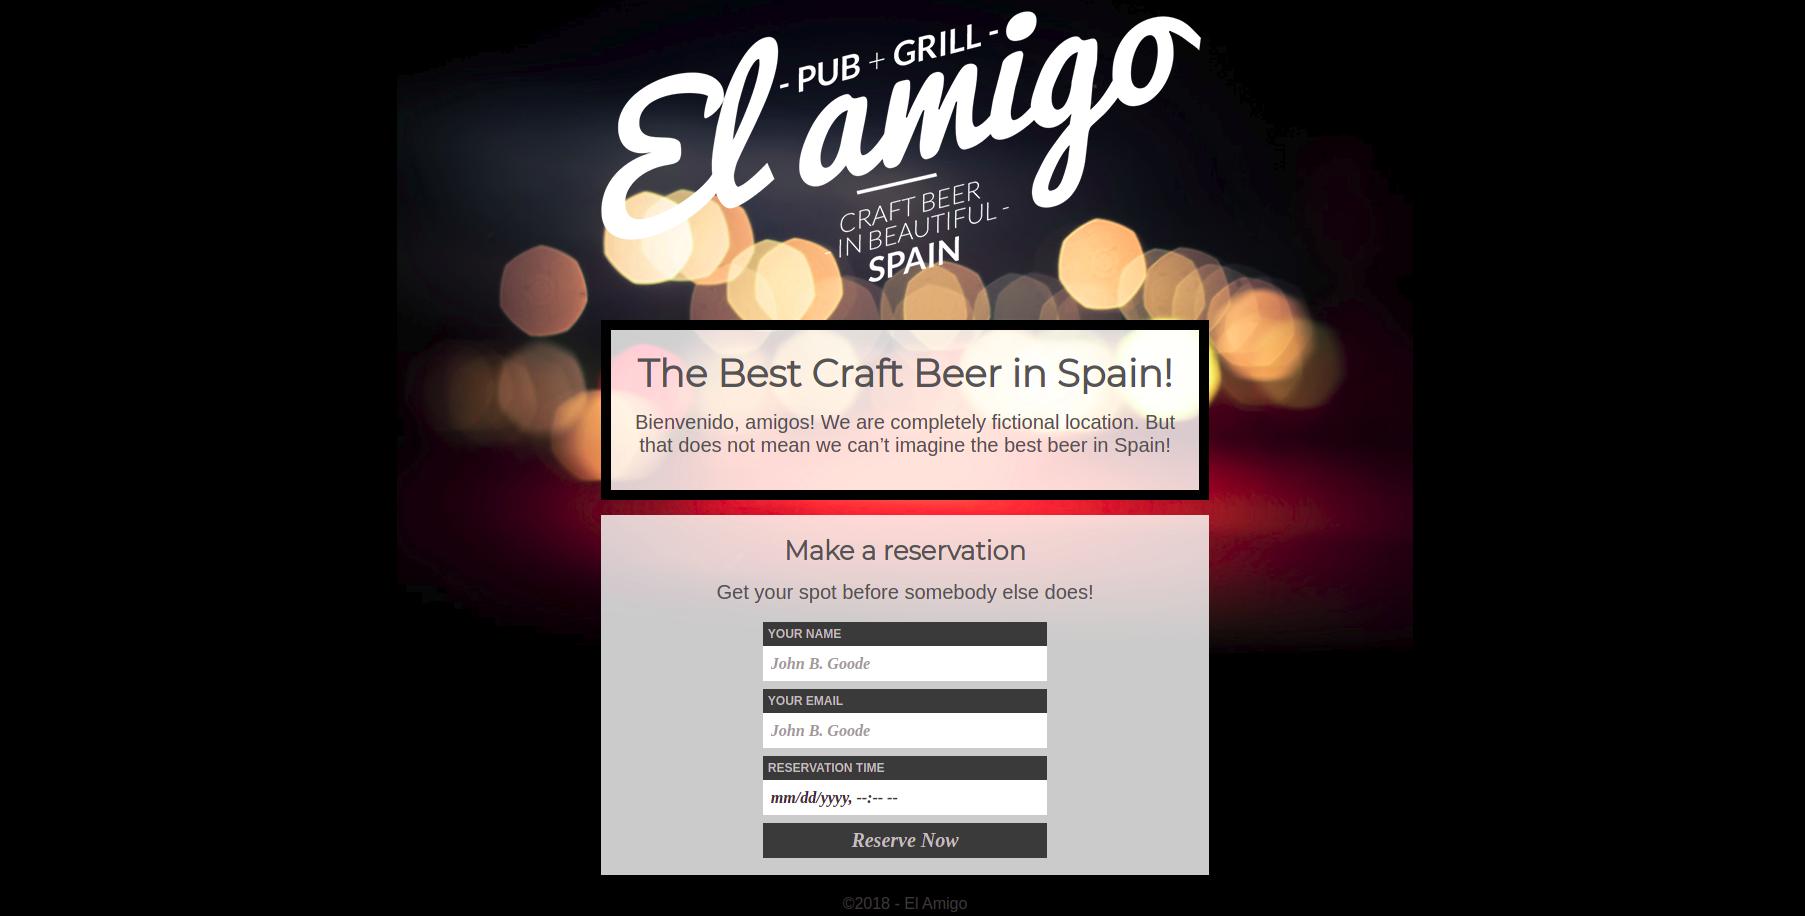 - PUB + GRILL -
El amigo
CRAFT BEER
- IN BEAUTIFUL -
SPAIN
The Best Craft Beer in Spain!
Bienvenido, amigos! We are completely fictional location. But
that does not mean we can’t imagine the best beer in Spain!
Make a reservation
Get your spot before somebody else does!
YOUR NAME
John B. Goode
YOUR EMAIL
John B. Goode
RESERVATION TIME
mm/dd/yyyy, --:-- --
Reserve Now
©2018 - El Amigo